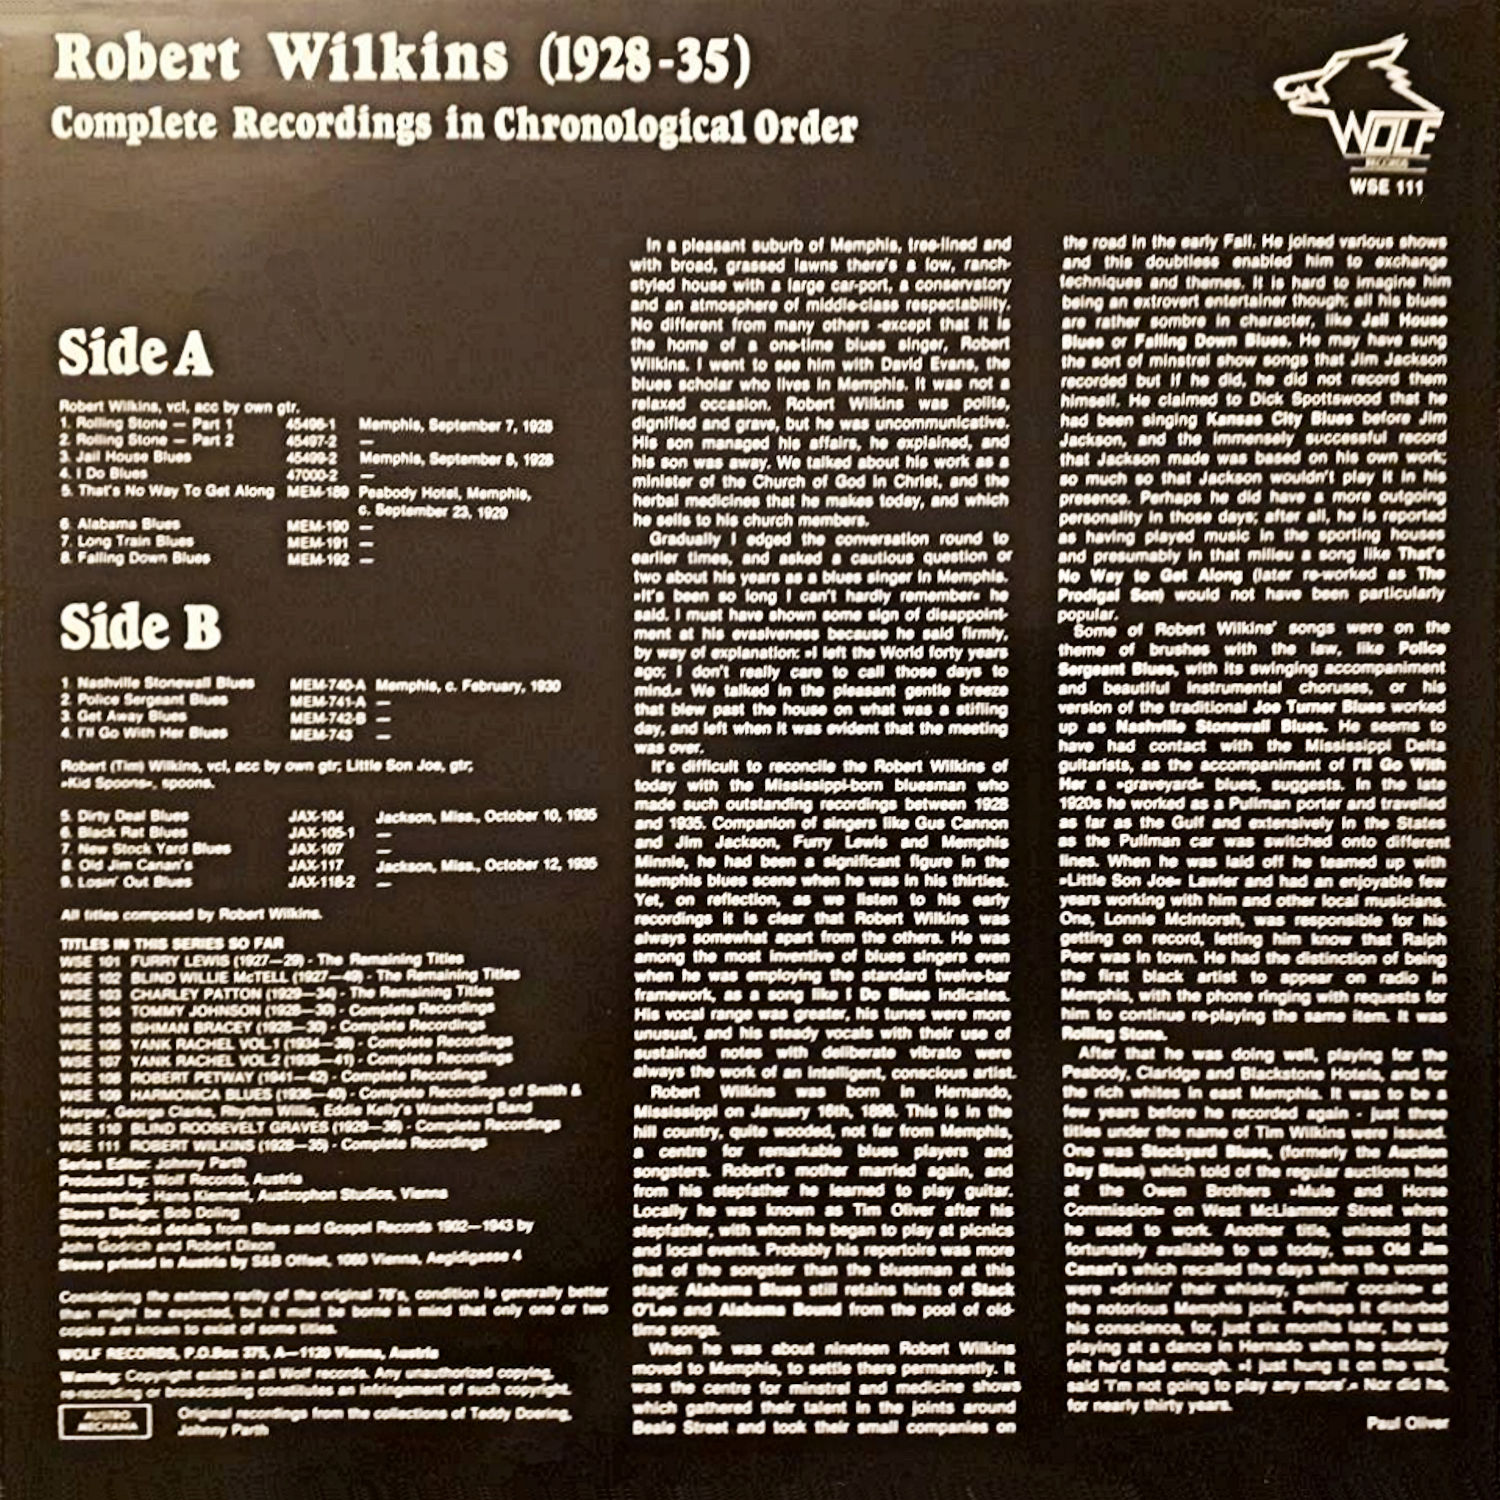 Robert Wilkins (1928-35)
Complete Recordings in Chronological Order
WOLF
RECORDS
WSE 111
Side A
Robert Wilkins, vcl, acc by own gtr.
1. Rolling Stone — Part 1 45496-1 Memphis, September 7, 1928
2. Rolling Stone — Part 2 45497-2 —
3. Jail House Blues 45499-2 Memphis, September 8, 1928
4. I Do Blues 47000-2 —
5. That's No Way To Get Along MEM-189 Peabody Hotel, Memphis,
c. September 23, 1929
6. Alabama Blues MEM-190 —
7. Long Train Blues MEM-191 —
8. Falling Down Blues MEM-192 —
Side B
1. Nashville Stonewall Blues MEM-740-A Memphis, c. February, 1930
2. Police Sergeant Blues MEM-741-A —
3. Get Away Blues MEM-742-B —
4. I'll Go With Her Blues MEM-743 —
Robert (Tim) Wilkins, vcl, acc by own gtr; Little Son Joe, gtr;
»Kid Spoons«, spoons.
5. Dirty Deal Blues JAX-104 Jackson, Miss., October 10, 1935
6. Black Rat Blues JAX-105-1 —
7. New Stock Yard Blues JAX-107 —
8. Old Jim Canan's JAX-117 Jackson, Miss., October 12, 1935
9. Losin' Out Blues JAX-118-2 —
All titles composed by Robert Wilkins.
TITLES IN THIS SERIES SO FAR
WSE 101 FURRY LEWIS (1927—29) - The Remaining Titles
WSE 102 BLIND WILLIE McTELL (1927—49) - The Remaining Titles
WSE 103 CHARLEY PATTON (1929—34) - The Remaining Titles
WSE 104 TOMMY JOHNSON (1928—30) - Complete Recordings
WSE 105 ISHMAN BRACEY (1928—30) - Complete Recordings
WSE 106 YANK RACHEL VOL.1 (1934—38) - Complete Recordings
WSE 107 YANK RACHEL VOL.2 (1938—41) - Complete Recordings
WSE 108 ROBERT PETWAY (1941—42) - Complete Recordings
WSE 109 HARMONICA BLUES (1936—40) - Complete Recordings of Smith &
Harper, George Clarke, Rhythm Willie, Eddie Kelly's Washboard Band
WSE 110 BLIND ROOSEVELT GRAVES (1929—36) - Complete Recordings
WSE 111 ROBERT WILKINS (1928—35) - Complete Recordings
Series Editor: Johnny Parth
Produced by: Wolf Records, Austria
Remastering: Hans Klement, Austrophon Studios, Vienna
Sleeve Design: Bob Doling
Discographical details from Blues and Gospel Records 1902—1943 by
John Godrich and Robert Dixon
Sleeve printed in Austria by S&B Offset, 1060 Vienna, Aegidigasse 4
Considering the extreme rarity of the original 78's, condition is generally better
than might be expected, but it must be borne in mind that only one or two
copies are known to exist of some titles.
WOLF RECORDS, P.O.Box 375, A—1120 Vienna, Austria
Warning: Copyright exists in all Wolf records. Any unauthorized copying,
re-recording or broadcasting constitutes an infringement of such copyright.
AUSTRO
MECHANA
Original recordings from the collections of Teddy Doering,
Johnny Parth
In a pleasant suburb of Memphis, tree-lined and
with broad, grassed lawns there's a low, ranch-
styled house with a large car-port, a conservatory
and an atmosphere of middle-class respectability.
No different from many others -except that it is
the home of a one-time blues singer, Robert
Wilkins. I went to see him with David Evans, the
blues scholar who lives in Memphis. It was not a
relaxed occasion. Robert Wilkins was polite,
dignified and grave, but he was uncommunicative.
His son managed his affairs, he explained, and
his son was away. We talked about his work as a
minister of the Church of God in Christ, and the
herbal medicines that he makes today, and which
he sells to his church members.
Gradually I edged the conversation round to
earlier times, and asked a cautious question or
two about his years as a blues singer in Memphis.
»It's been so long I can't hardly remember« he
said. I must have shown some sign of disappoint-
ment at his evasiveness because he said firmly,
by way of explanation: »I left the World forty years
ago; I don't really care to call those days to
mind.« We talked in the pleasant gentle breeze
that blew past the house on what was a stifling
day, and left when it was evident that the meeting
was over.
It's difficult to reconcile the Robert Wilkins of
today with the Mississippi-born bluesman who
made such outstanding recordings between 1928
and 1935. Companion of singers like Gus Cannon
and Jim Jackson, Furry Lewis and Memphis
Minnie, he had been a significant figure in the
Memphis blues scene when he was in his thirties.
Yet, on reflection, as we listen to his early
recordings it is clear that Robert Wilkins was
always somewhat apart from the others. He was
among the most inventive of blues singers even
when he was employing the standard twelve-bar
framework, as a song like I Do Blues indicates.
His vocal range was greater, his tunes were more
unusual, and his steady vocals with their use of
sustained notes with deliberate vibrato were
always the work of an intelligent, conscious artist.
Robert Wilkins was born in Hernando,
Mississippi on January 16th, 1896. This is in the
hill country, quite wooded, not far from Memphis,
a centre for remarkable blues players and
songsters. Robert's mother married again, and
from his stepfather he learned to play guitar.
Locally he was known as Tim Oliver after his
stepfather, with whom he began to play at picnics
and local events. Probably his repertoire was more
that of the songster than the bluesman at this
stage: Alabama Blues still retains hints of Stack
O'Lee and Alabama Bound from the pool of old-
time songs.
When he was about nineteen Robert Wilkins
moved to Memphis, to settle there permanently. It
was the centre for minstrel and medicine shows
which gathered their talent in the joints around
Beale Street and took their small companies on
the road in the early Fall. He joined various shows
and this doubtless enabled him to exchange
techniques and themes. It is hard to imagine him
being an extrovert entertainer though; all his blues
are rather sombre in character, like Jail House
Blues or Falling Down Blues. He may have sung
the sort of minstrel show songs that Jim Jackson
recorded but if he did, he did not record them
himself. He claimed to Dick Spottswood that he
had been singing Kansas City Blues before Jim
Jackson, and the immensely successful record
that Jackson made was based on his own work;
so much so that Jackson wouldn't play it in his
presence. Perhaps he did have a more outgoing
personality in those days; after all, he is reported
as having played music in the sporting houses
and presumably in that milieu a song like That's
No Way to Get Along (later re-worked as The
Prodigal Son) would not have been particularly
popular.
Some of Robert Wilkins' songs were on the
theme of brushes with the law, like Police
Sergeant Blues, with its swinging accompaniment
and beautiful instrumental choruses, or his
version of the traditional Joe Turner Blues worked
up as Nashville Stonewall Blues. He seems to
have had contact with the Mississippi Delta
guitarists, as the accompaniment of I'll Go With
Her a »graveyard« blues, suggests. In the late
1920s he worked as a Pullman porter and travelled
as far as the Gulf and extensively in the States
as the Pullman car was switched onto different
lines. When he was laid off he teamed up with
»Little Son Joe« Lawler and had an enjoyable few
years working with him and other local musicians.
One, Lonnie McIntorsh, was responsible for his
getting on record, letting him know that Ralph
Peer was in town. He had the distinction of being
the first black artist to appear on radio in
Memphis, with the phone ringing with requests for
him to continue re-playing the same item. It was
Rolling Stone.
After that he was doing well, playing for the
Peabody, Claridge and Blackstone Hotels, and for
the rich whites in east Memphis. It was to be a
few years before he recorded again - just three
titles under the name of Tim Wilkins were issued.
One was Stockyard Blues, (formerly the Auction
Day Blues) which told of the regular auctions held
at the Owen Brothers »Mule and Horse
Commission« on West McLiammor Street where
he used to work. Another title, unissued but
fortunately available to us today, was Old Jim
Canan's which recalled the days when the women
were »drinkin' their whiskey, sniffin' cocaine« at
the notorious Memphis joint. Perhaps it disturbed
his conscience, for, just six months later, he was
playing at a dance in Hernado when he suddenly
felt he'd had enough. »I just hung it on the wall,
said 'I'm not going to play any more'.« Nor did he,
for nearly thirty years.
Paul Oliver